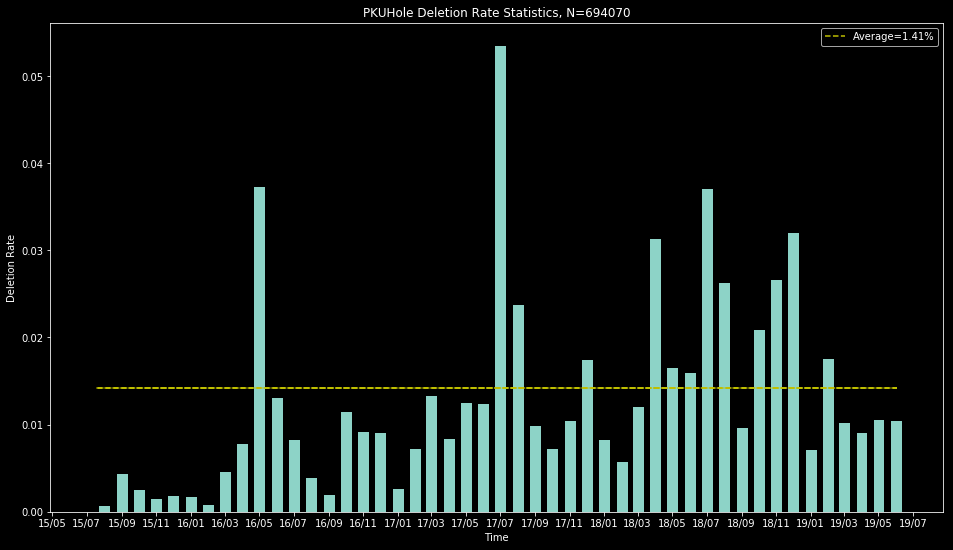 PKUHole Deletion Rate Statistics, N=694070
Average=1.41%
Deletion Rate
0.05
0.04
0.03
0.02
0.01
0.00
15/05 15/07 15/09 15/11 16/01 16/03 16/05 16/07 16/09 16/11 17/01 17/03 17/05 17/07 17/09 17/11 18/01 18/03 18/05 18/07 18/09 18/11 19/01 19/03 19/05 19/07
Time